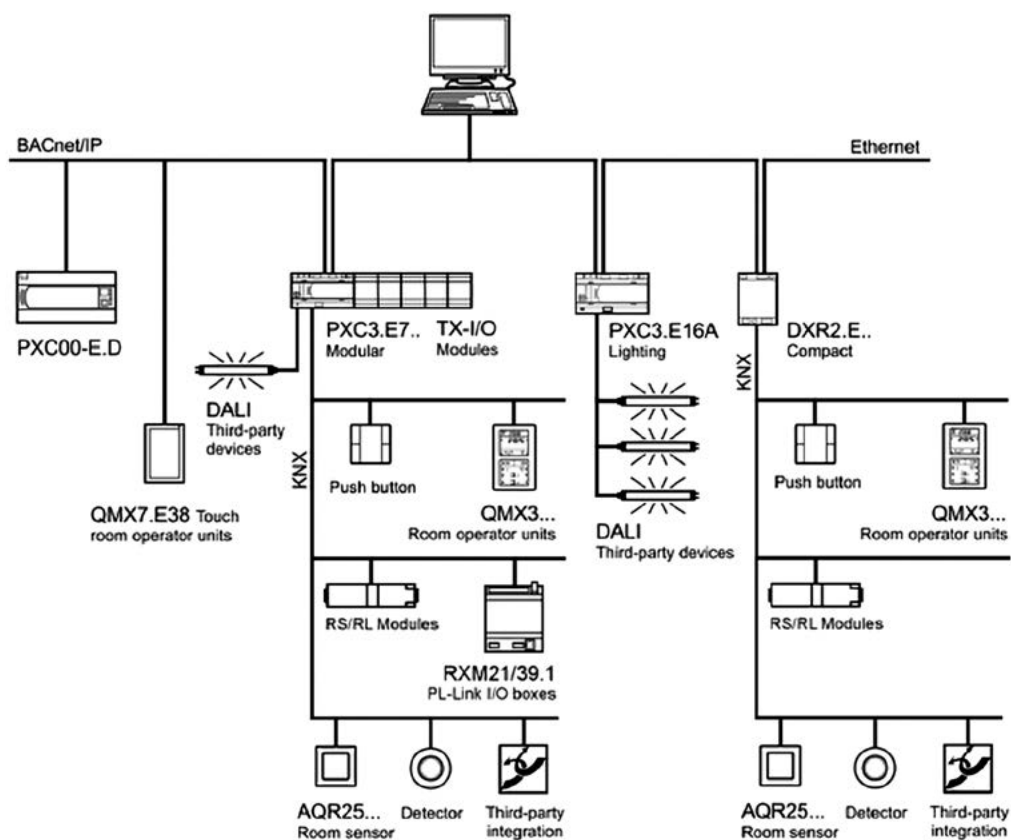 BACnet/IP
Ethernet
PXC00-E.D
PXC3.E7..
Modular
TX-I/O
Modules
PXC3.E16A
Lighting
DXR2.E..
Compact
DALI
Third-party
devices
KNX
KNX
Push button
QMX3...
Room operator units
QMX7.E38 Touch
room operator units
DALI
Third-party devices
Push button
QMX3...
Room operator units
RS/RL Modules
RXM21/39.1
PL-Link I/O boxes
RS/RL Modules
AQR25...
Room sensor
Detector
Third-party
integration
AQR25...
Room sensor
Detector
Third-party
integration